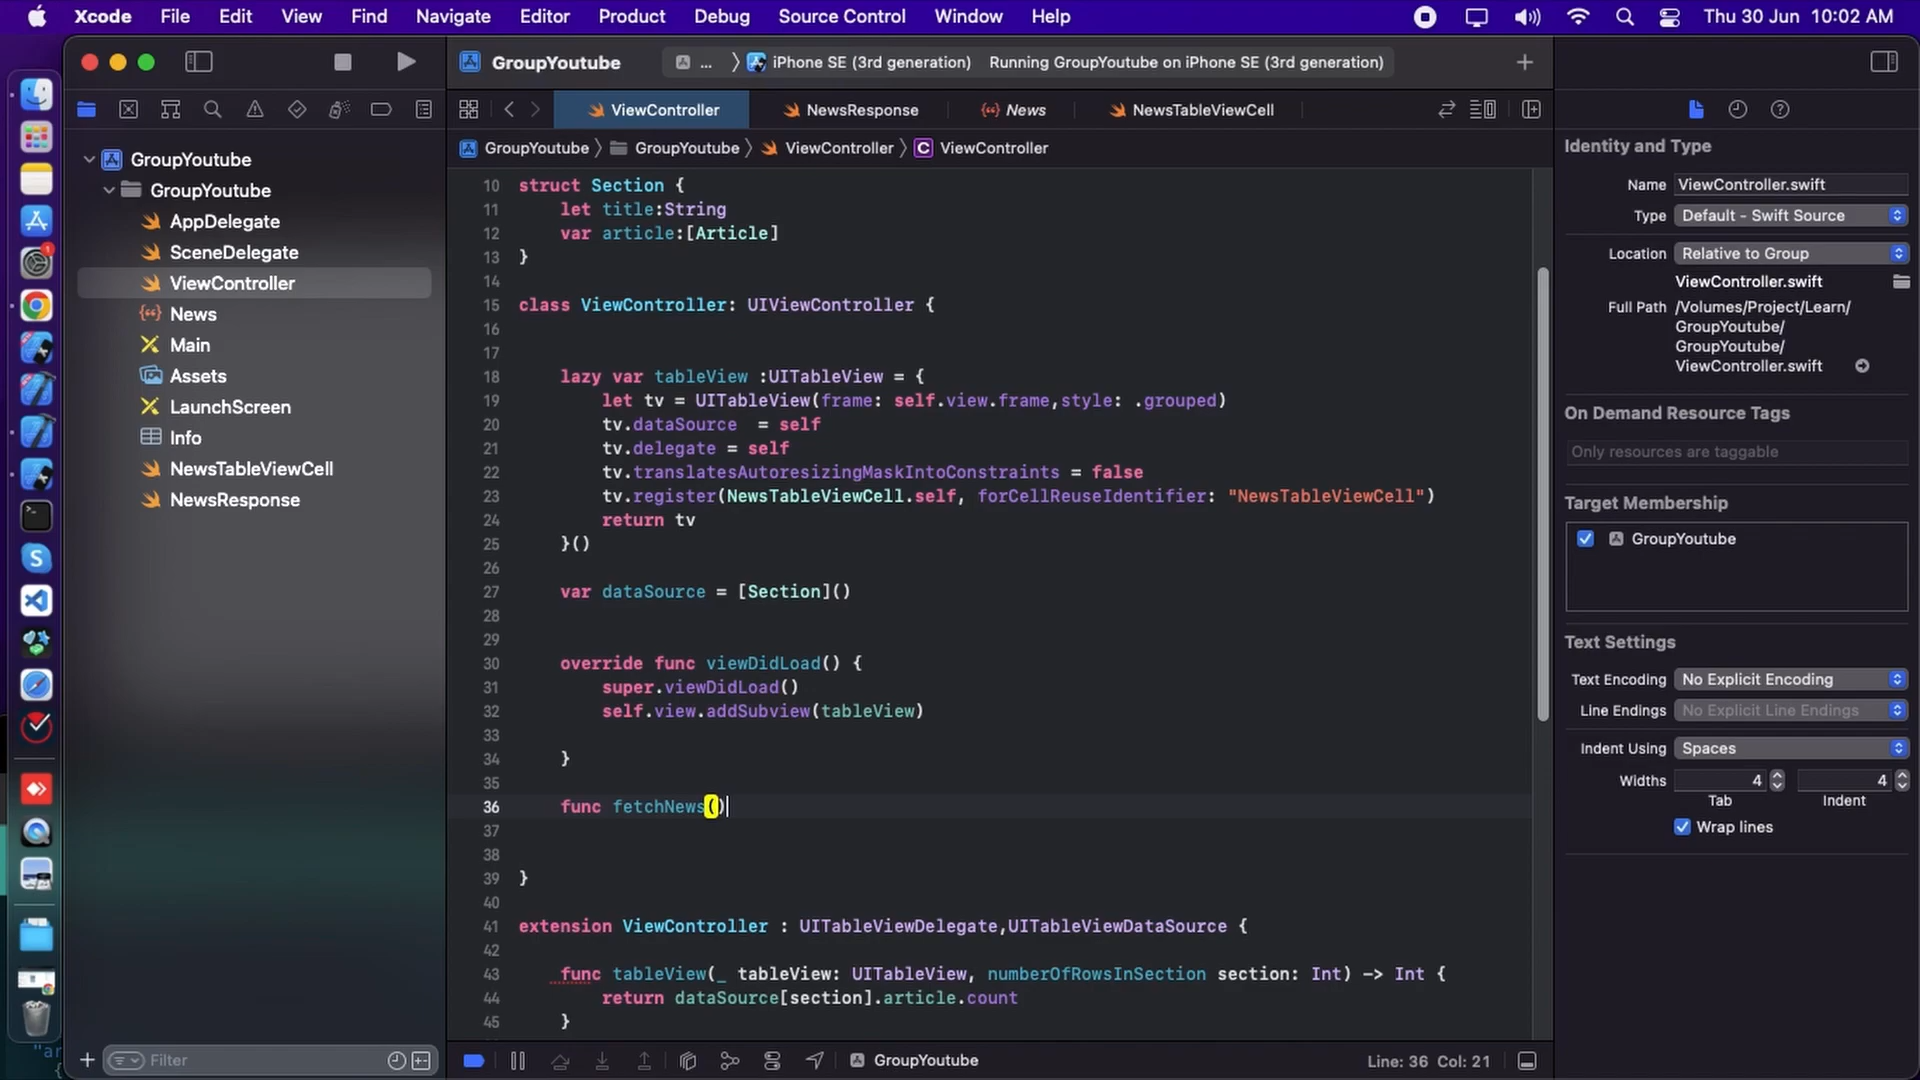 Xcode File Edit View Find Navigate Editor Product Debug Source Control Window Help Thu 30 Jun 10:02 AM
GroupYoutube ... 〉 iPhone SE (3rd generation) Running GroupYoutube on iPhone SE (3rd generation)
ViewController NewsResponse News NewsTableViewCell
GroupYoutube 〉 GroupYoutube 〉 ViewController 〉 C ViewController
GroupYoutube
GroupYoutube
AppDelegate
SceneDelegate
ViewController
News
Main
Assets
LaunchScreen
Info
NewsTableViewCell
NewsResponse
10 struct Section {
11 let title:String
12 var article:[Article]
13 }
14
15 class ViewController: UIViewController {
16
17
18 lazy var tableView :UITableView = {
19 let tv = UITableView(frame: self.view.frame,style: .grouped)
20 tv.dataSource  = self
21 tv.delegate = self
22 tv.translatesAutoresizingMaskIntoConstraints = false
23 tv.register(NewsTableViewCell.self, forCellReuseIdentifier: "NewsTableViewCell")
24 return tv
25 }()
26
27 var dataSource = [Section]()
28
29
30 override func viewDidLoad() {
31 super.viewDidLoad()
32 self.view.addSubview(tableView)
33
34 }
35
36 func fetchNews()
37
38
39 }
40
41 extension ViewController : UITableViewDelegate,UITableViewDataSource {
42
43 func tableView(_ tableView: UITableView, numberOfRowsInSection section: Int) -> Int {
44 return dataSource[section].article.count
45 }
Identity and Type
Name ViewController.swift
Type Default - Swift Source
Location Relative to Group
ViewController.swift
Full Path /Volumes/Project/Learn/
GroupYoutube/
GroupYoutube/
ViewController.swift
On Demand Resource Tags
Only resources are taggable
Target Membership
GroupYoutube
Text Settings
Text Encoding No Explicit Encoding
Line Endings No Explicit Line Endings
Indent Using Spaces
Widths 4 4
Tab Indent
Wrap lines
"ar
{
Filter
GroupYoutube
Line: 36 Col: 21